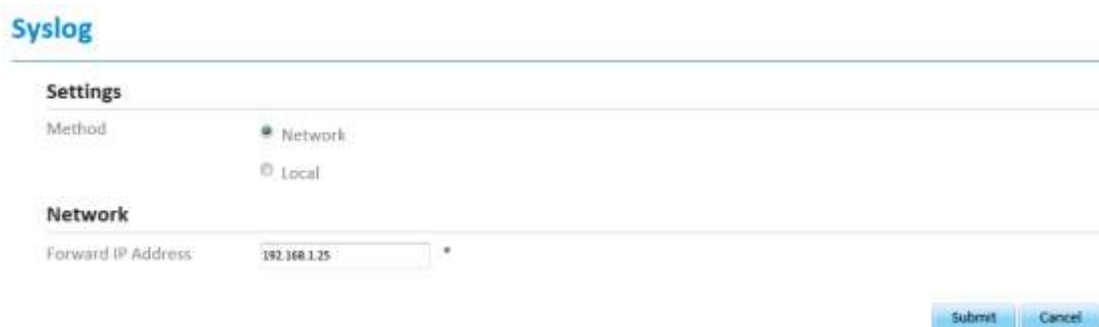 Syslog
Settings
Method
Network
Local
Network
Forward IP Address 192.168.1.25 *
Submit Cancel